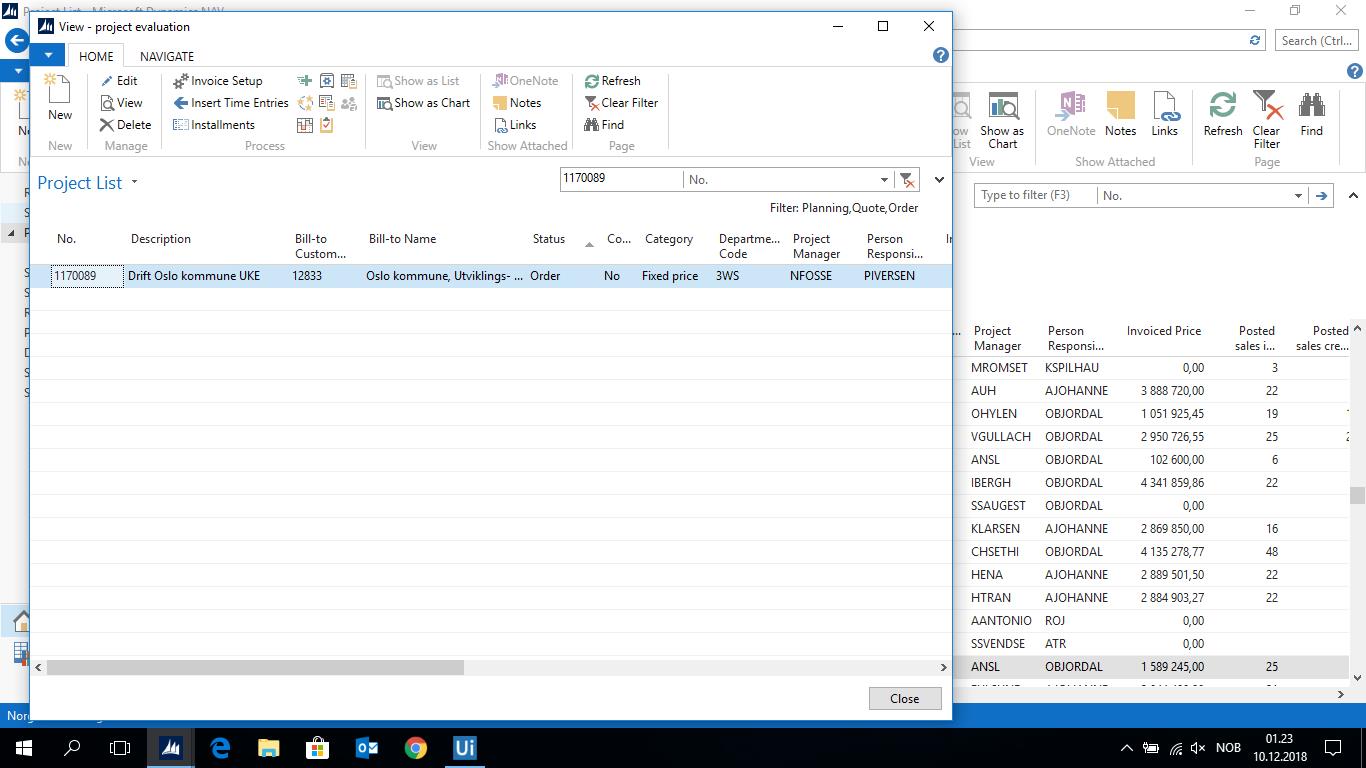 Project List - Microsoft Dynamics NAV
View - project evaluation
Search (Ctrl...
HOME
NAVIGATE
New
Edit
View
Delete
Invoice Setup
Insert Time Entries
Installments
Show as List
Show as Chart
OneNote
Notes
Links
Refresh
Clear Filter
Find
New
Manage
Process
View
Show Attached
Page
Show as
Chart
OneNote
Notes
Links
Refresh
Clear
Filter
Find
View
Show Attached
Page
Project List
1170089
No.
Filter: Planning,Quote,Order
Type to filter (F3)
No.
No.
Description
Bill-to
Custom...
Bill-to Name
Status
Co...
Category
Departme...
Code
Project
Manager
Person
Responsi...
1170089 Drift Oslo kommune UKE 12833 Oslo kommune, Utviklings- ... Order No Fixed price 3WS NFOSSE PIVERSEN
Project
Manager
Person
Responsi...
Invoiced Price
Posted
sales i...
Posted
sales cre...
MROMSET KSPILHAU 0,00 3
AUH AJOHANNE 3 888 720,00 22
OHYLEN OBJORDAL 1 051 925,45 19
VGULLACH OBJORDAL 2 950 726,55 25
ANSL OBJORDAL 102 600,00 6
IBERGH OBJORDAL 4 341 859,86 22
SSAUGEST OBJORDAL 0,00
KLARSEN AJOHANNE 2 869 850,00 16
CHSETHI OBJORDAL 4 135 278,77 48
HENA AJOHANNE 2 889 501,50 22
HTRAN AJOHANNE 2 884 903,27 22
AANTONIO ROJ 0,00
SSVENDSE ATR 0,00
ANSL OBJORDAL 1 589 245,00 25
Close
Ui
NOB
01.23
10.12.2018